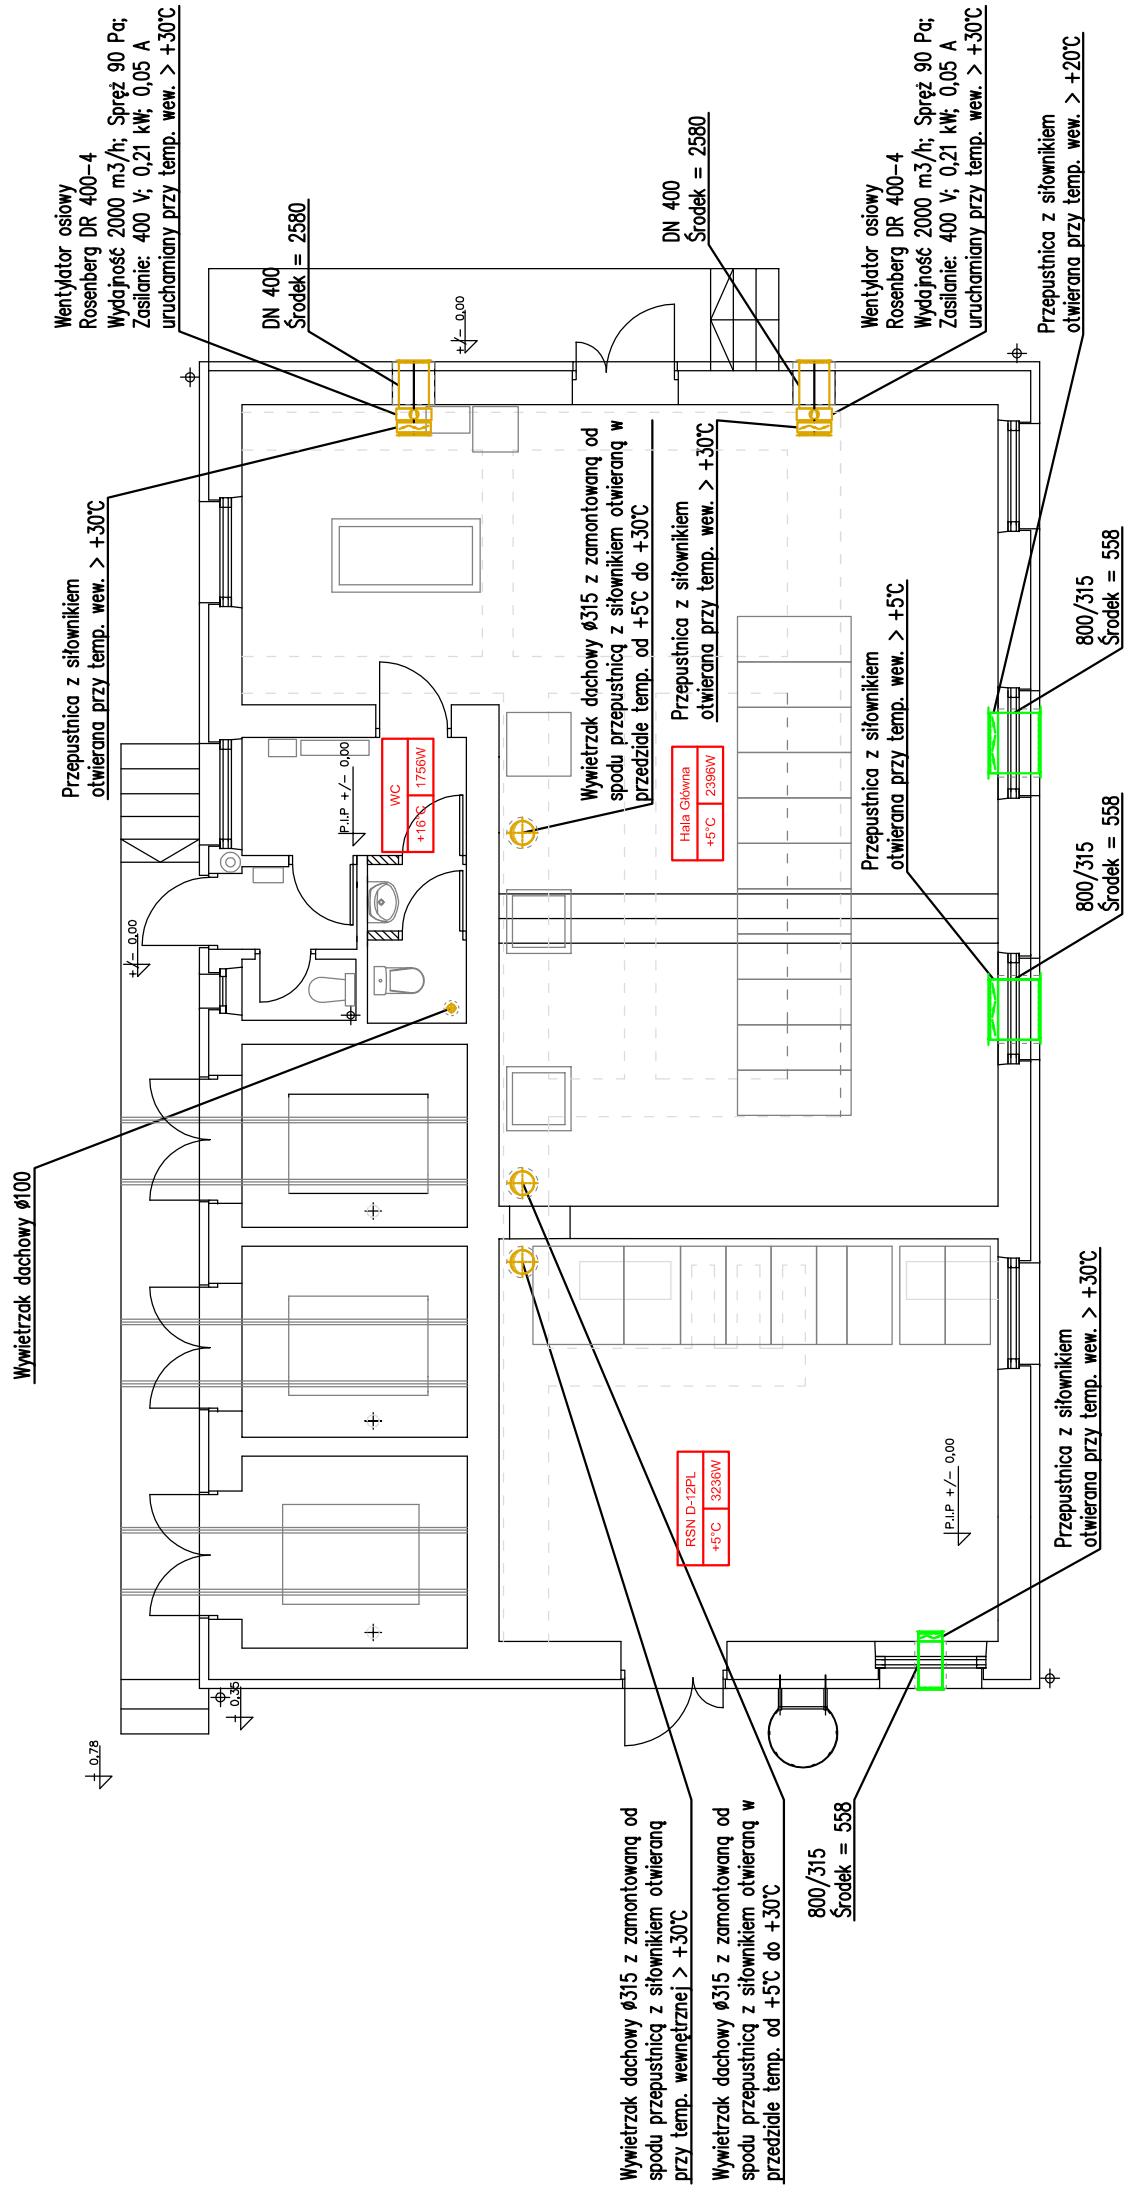 Wentylator osiowy
Rosenberg DR 400-4
Wydajność 2000 m3/h; Spręż 90 Pa;
Zasilanie: 400 V; 0,21 kW; 0,05 A
uruchamiany przy temp. wew. > +30°C
DN 400
Środek = 2580
DN 400
Środek = 2580
Wentylator osiowy
Rosenberg DR 400-4
Wydajność 2000 m3/h; Spręż 90 Pa;
Zasilanie: 400 V; 0,21 kW; 0,05 A
uruchamiany przy temp. wew. > +30°C
Przepustnica z siłownikiem
otwierana przy temp. wew. > +20°C
+/- 0,00
Przepustnica z siłownikiem
otwierana przy temp. wew. > +30°C
Wywietrzak dachowy ø315 z zamontowaną od
spodu przepustnicą z siłownikiem otwieraną w
przedziale temp. od +5°C do +30°C
Przepustnica z siłownikiem
otwierana przy temp. wew. > +30°C
Przepustnica z siłownikiem
otwierana przy temp. wew. > +5°C
800/315
Środek = 558
800/315
Środek = 558
P.I.P +/- 0,00
WC
+16°C 1756W
Hala Główna
+5°C 2396W
+/- 0,00
Wywietrzak dachowy ø100
Przepustnica z siłownikiem
otwierana przy temp. wew. > +30°C
RSN D-12PL
+5°C 3236W
P.I.P +/- 0,00
0,35
0,78
Wywietrzak dachowy ø315 z zamontowaną od
spodu przepustnicą z siłownikiem otwieraną
przy temp. wewnętrznej > +30°C
Wywietrzak dachowy ø315 z zamontowaną od
spodu przepustnicą z siłownikiem otwieraną w
przedziale temp. od +5°C do +30°C
800/315
Środek = 558